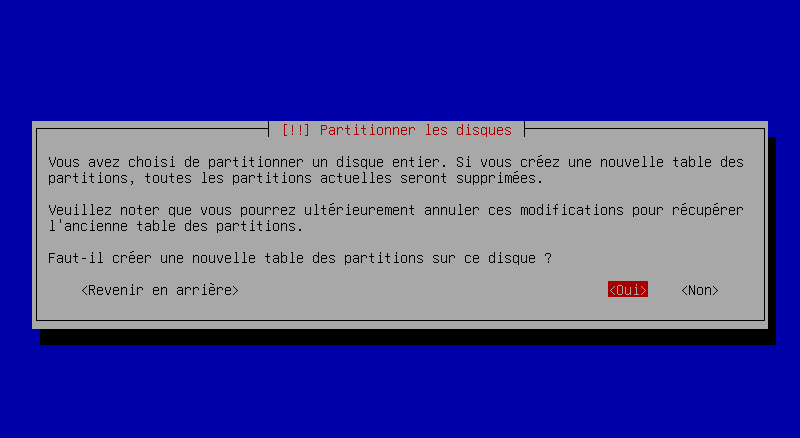 [!!] Partitionner les disques
Vous avez choisi de partitionner un disque entier. Si vous créez une nouvelle table des
partitions, toutes les partitions actuelles seront supprimées.
Veuillez noter que vous pourrez ultérieurement annuler ces modifications pour récupérer
l'ancienne table des partitions.
Faut-il créer une nouvelle table des partitions sur ce disque ?
<Revenir en arrière> <Oui> <Non>